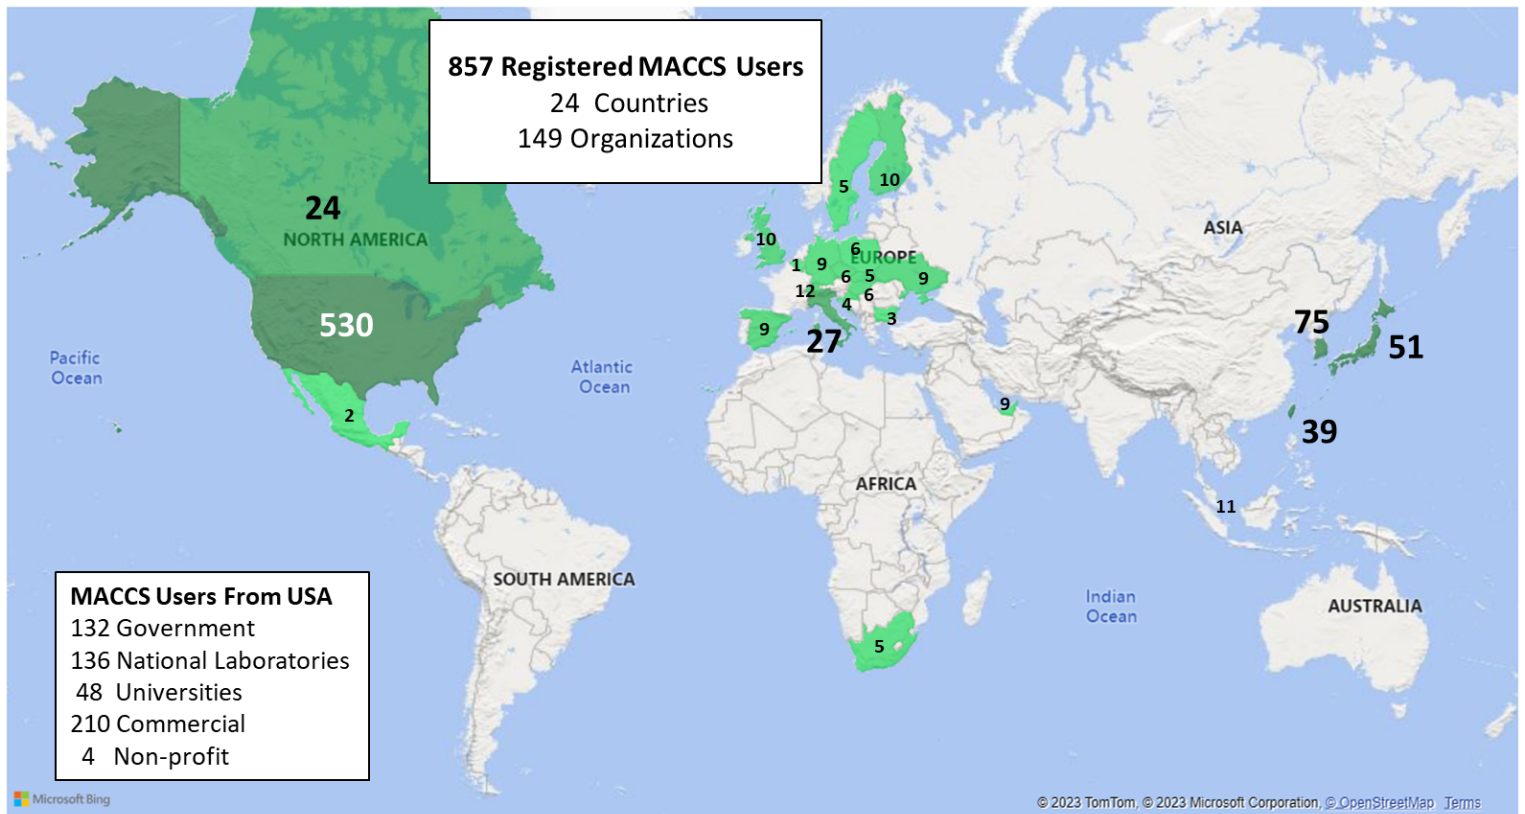 857 Registered MACCS Users
24 Countries
149 Organizations
5
10
24
NORTH AMERICA
ASIA
10
6
EUROPE
1
9
6
5
9
12
4
6
3
530
9
27
75
51
Pacific
Ocean
Atlantic
Ocean
2
9
39
AFRICA
11
SOUTH AMERICA
Indian
Ocean
AUSTRALIA
5
MACCS Users From USA
132 Government
136 National Laboratories
48 Universities
210 Commercial
4 Non-profit
Microsoft Bing
© 2023 TomTom, © 2023 Microsoft Corporation, © OpenStreetMap Terms